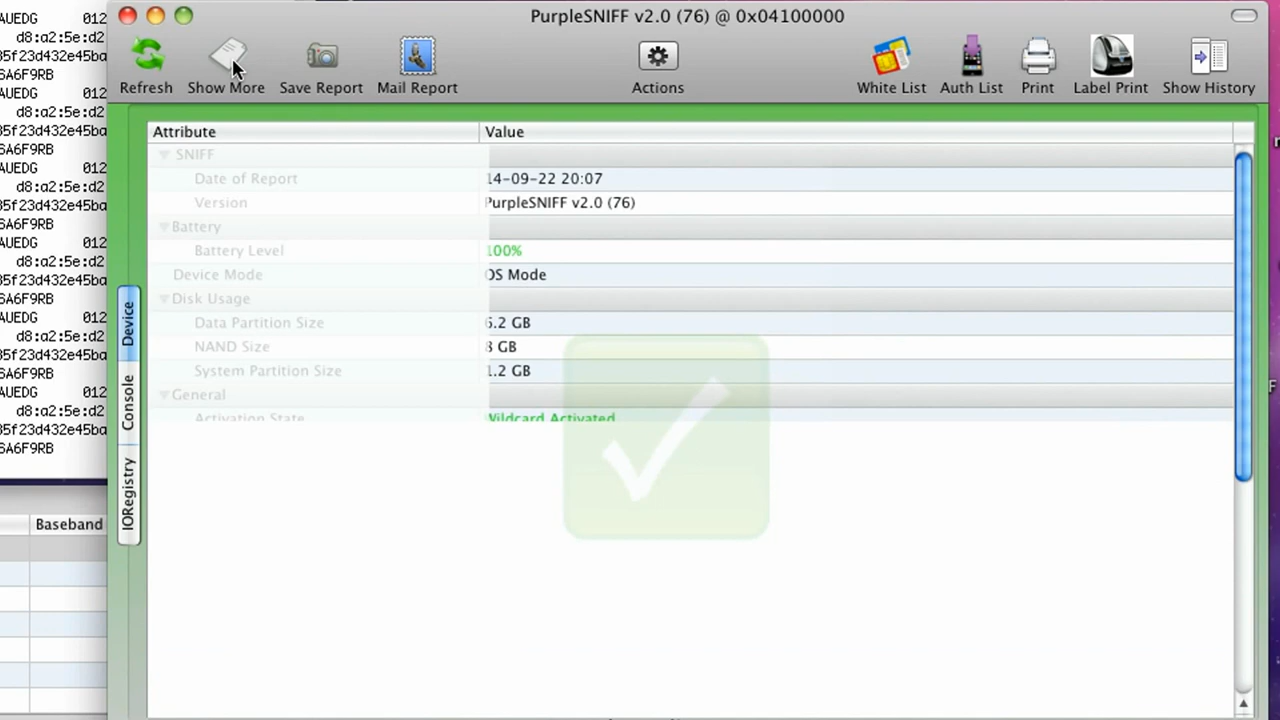 PurpleSNIFF v2.0 (76) @ 0x04100000
Refresh
Show More
Save Report
Mail Report
Actions
White List
Auth List
Print
Label Print
Show History
Attribute
Value
SNIFF
Date of Report
14-09-22 20:07
Version
PurpleSNIFF v2.0 (76)
Battery
Battery Level
100%
Device Mode
OS Mode
Disk Usage
Data Partition Size
6.2 GB
NAND Size
8 GB
System Partition Size
1.2 GB
General
Activation State
Wildcard Activated
Device
Console
IORegistry
AUEDG 012
d8:a2:5e:d2
35f23d432e45ba
6A6F9RB
AUEDG 012
d8:a2:5e:d2
35f23d432e45ba
6A6F9RB
AUEDG 012
d8:a2:5e:d2
35f23d432e45ba
6A6F9RB
AUEDG 012
d8:a2:5e:d2
35f23d432e45ba
6A6F9RB
AUEDG 012
d8:a2:5e:d2
35f23d432e45ba
6A6F9RB
AUEDG 012
d8:a2:5e:d2
35f23d432e45ba
6A6F9RB
Baseband